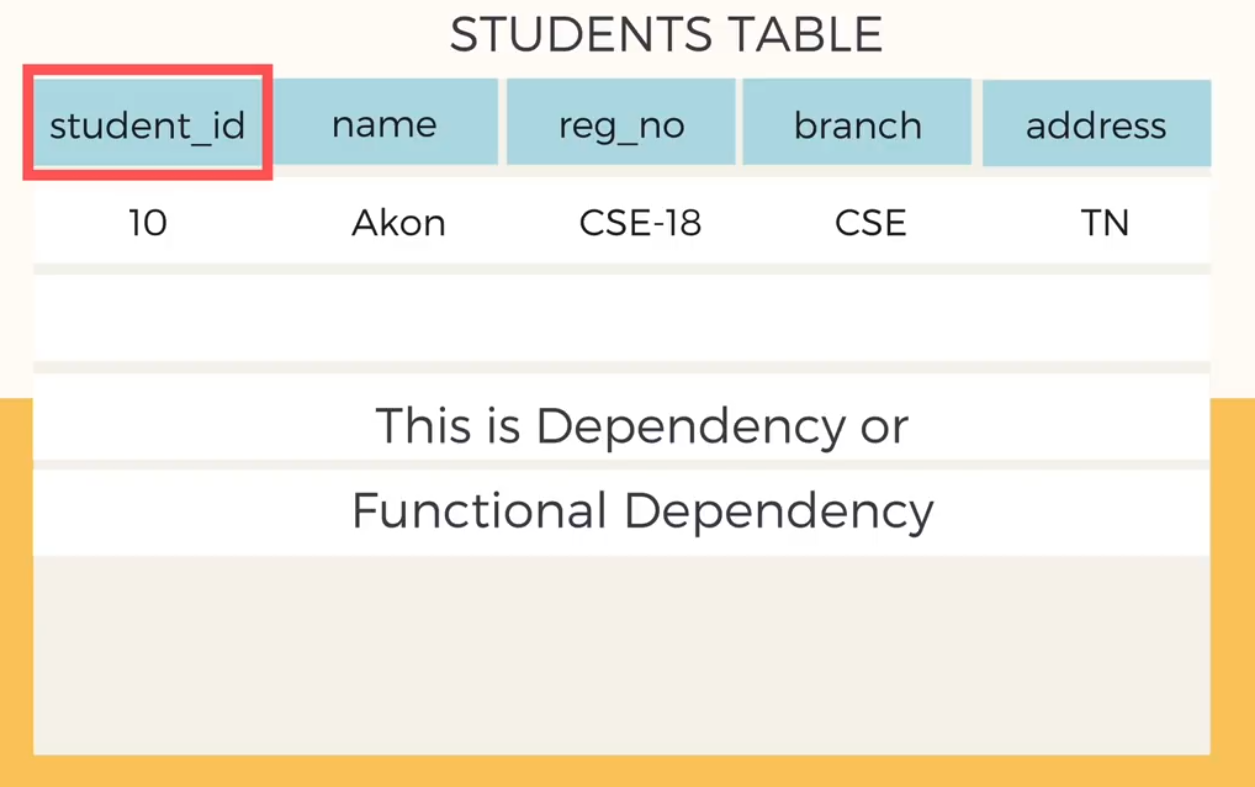 STUDENTS TABLE
student_id name reg_no branch address
10 Akon CSE-18 CSE TN
This is Dependency or
Functional Dependency